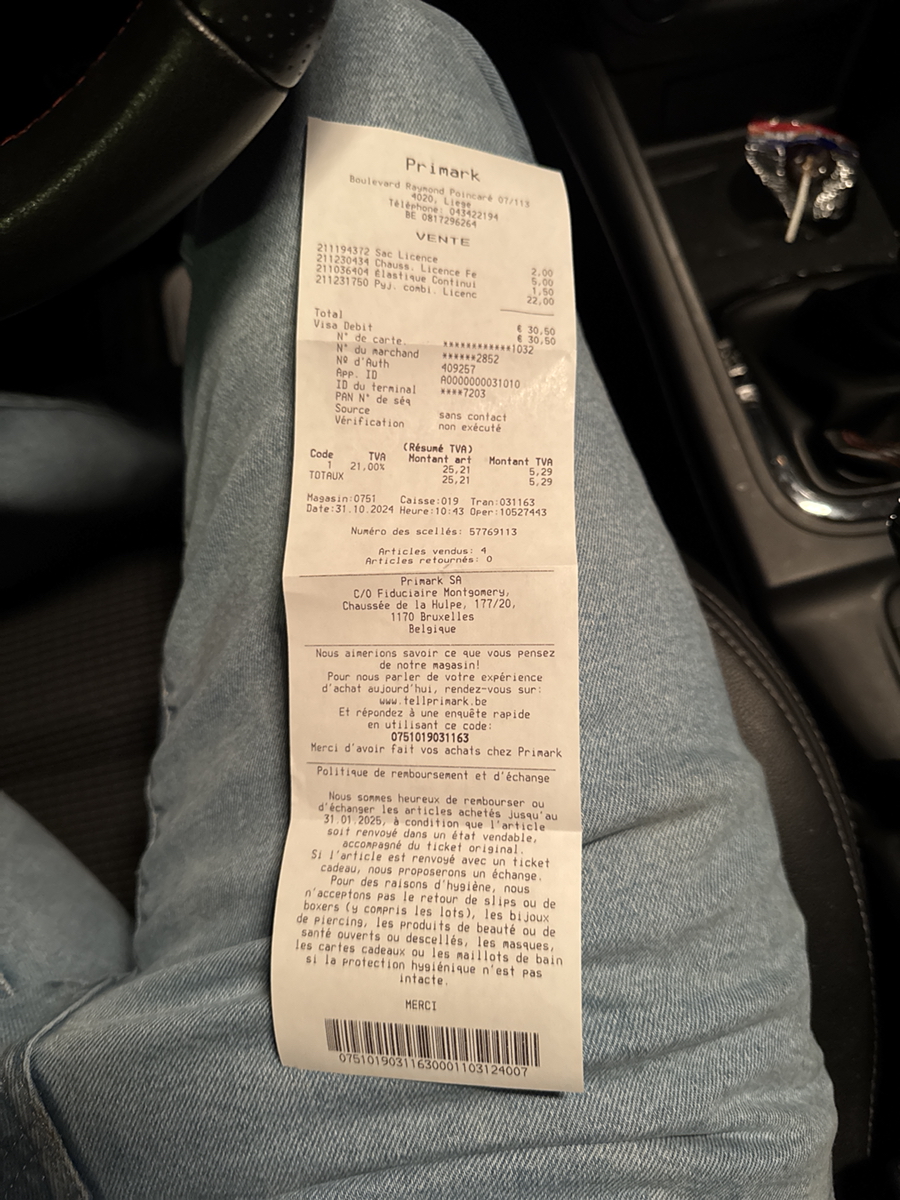 Primark
Boulevard Raymond Poincaré 07/113
4020, Liege
Téléphone: 043422194
BE 0817296264
VENTE
211194372 Sac Licence 2,00
211230434 Chauss. Licence Fe 5,00
211036404 Élastique Continui 1,50
211231750 Pyj. combi. Licenc 22,00
Total € 30,50
Visa Debit € 30,50
N° de carte. ************1032
N° du marchand ******2852
Nº d'Auth 409257
App. ID A0000000031010
ID du terminal ****7203
PAN N° de séq
Source sans contact
Vérification non exécuté
(Résumé TVA)
Code TVA Montant art Montant TVA
1 21,00% 25,21 5,29
TOTAUX 25,21 5,29
Magasin:0751 Caisse:019 Tran:031163
Date:31.10.2024 Heure:10:43 Oper:10527443
Numéro des scellés: 57769113
Articles vendus: 4
Articles retournés: 0
Primark SA
C/O Fiduciaire Montgomery,
Chaussée de la Hulpe, 177/20,
1170 Bruxelles
Belgique
Nous aimerions savoir ce que vous pensez
de notre magasin!
Pour nous parler de votre expérience
d'achat aujourd'hui, rendez-vous sur:
www.tellprimark.be
Et répondez à une enquête rapide
en utilisant ce code:
0751019031163
Merci d'avoir fait vos achats chez Primark
Politique de remboursement et d'échange
Nous sommes heureux de rembourser ou
d'échanger les articles achetés jusqu'au
31.01.2025, à condition que l'article
soit renvoyé dans un état vendable,
accompagné du ticket original.
Si l'article est renvoyé avec un ticket
cadeau, nous proposerons un échange.
Pour des raisons d'hygiène, nous
n'acceptons pas le retour de slips ou de
boxers (y compris les lots), les bijoux
de piercing, les produits de beauté ou de
santé ouverts ou descellés, les masques,
les cartes cadeaux ou les maillots de bain
si la protection hygiénique n'est pas
intacte.
MERCI
0751019031163000110312400​7